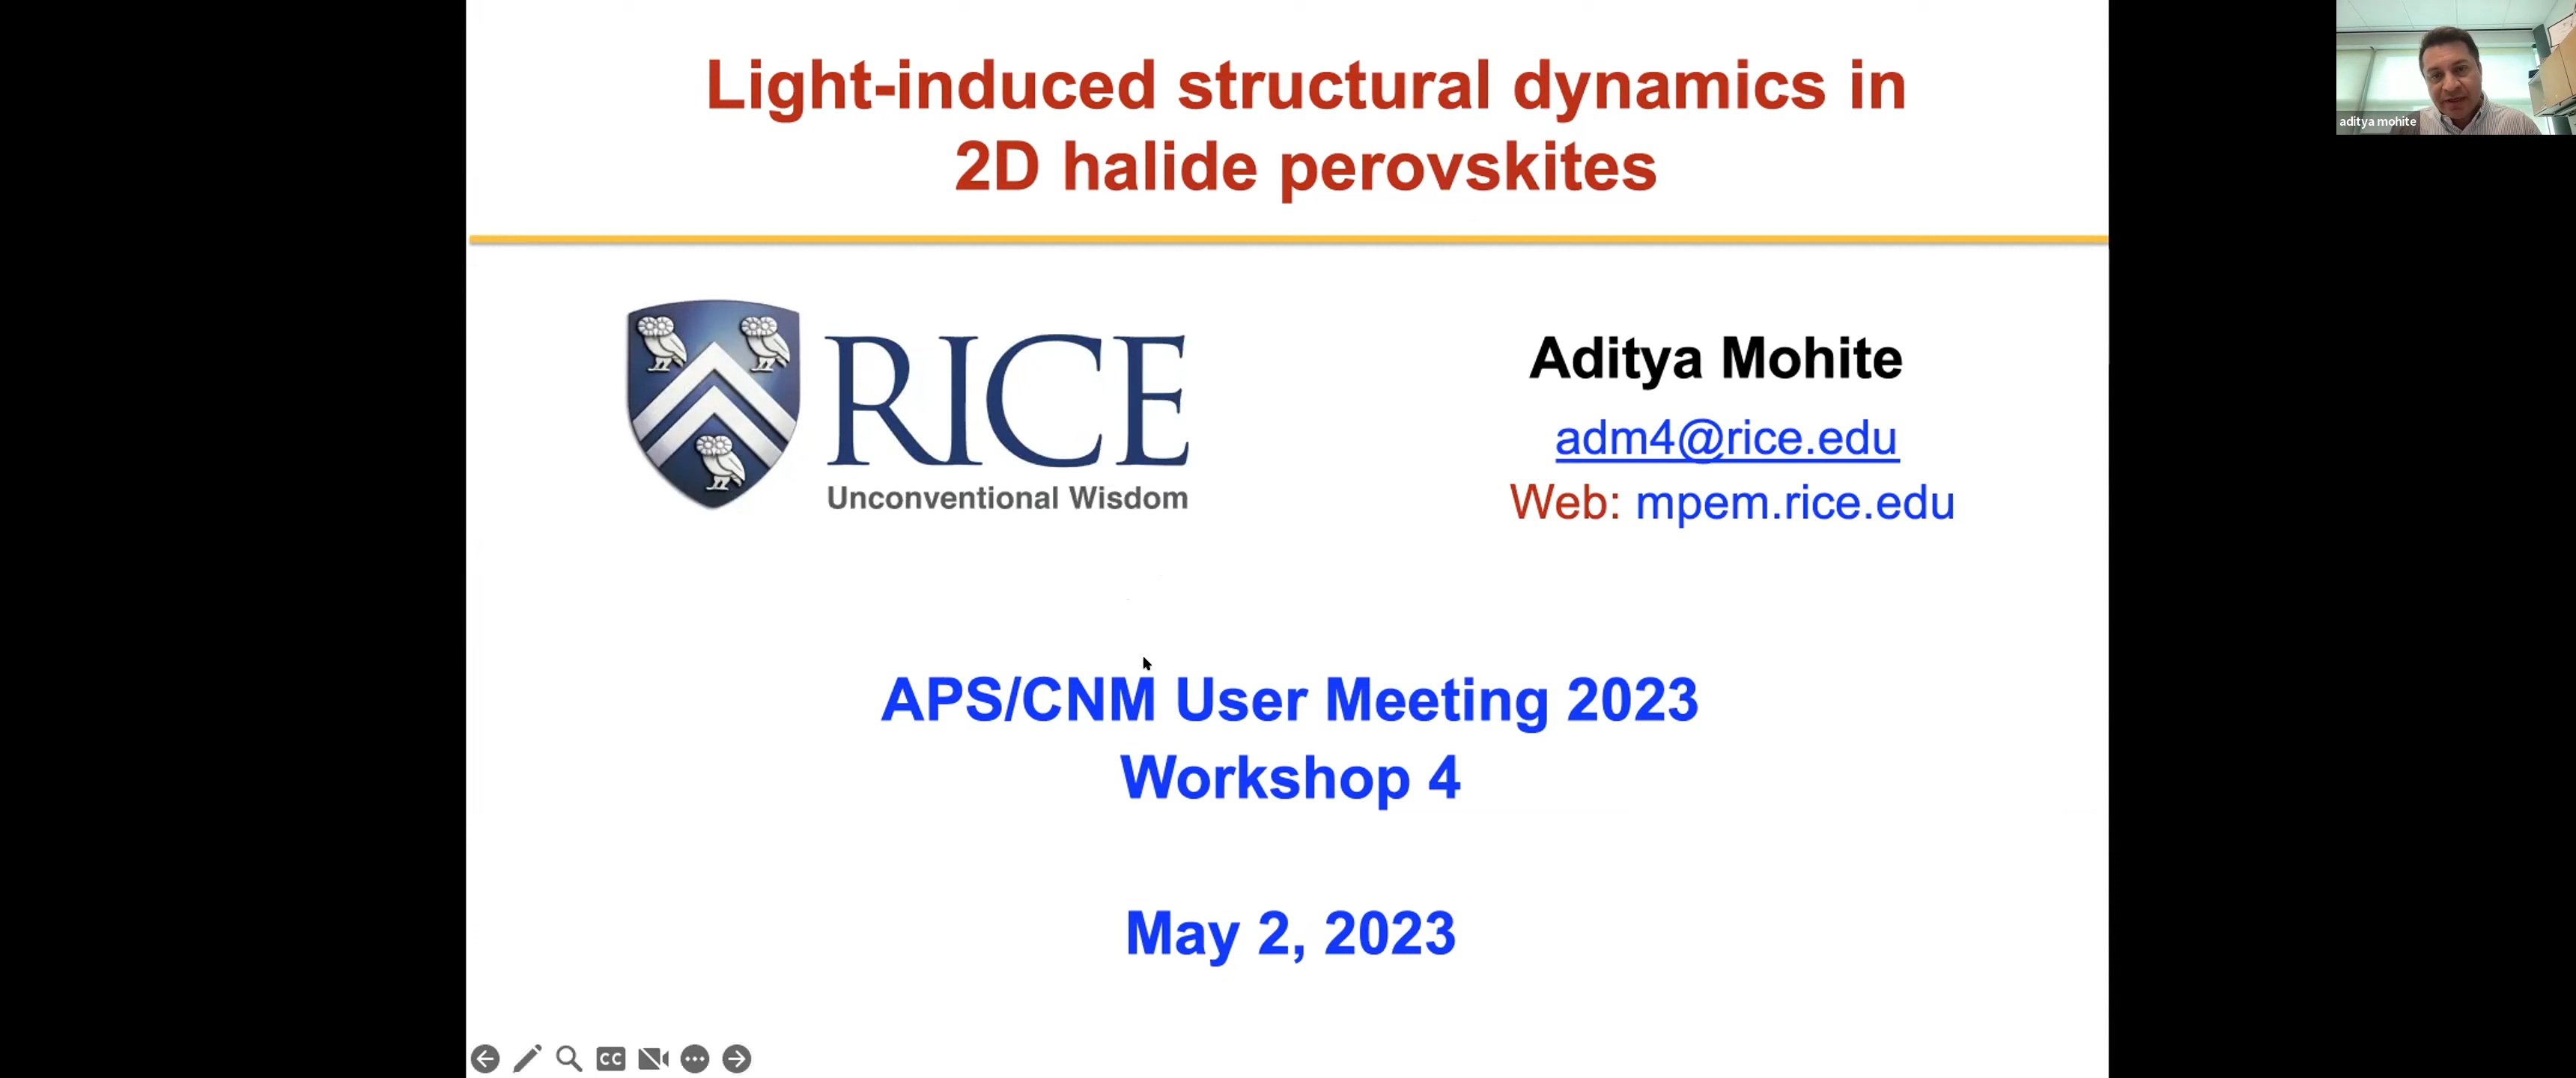 Light-induced structural dynamics in
2D halide perovskites
aditya mohite
RICE
Unconventional Wisdom
Aditya Mohite
adm4@rice.edu
Web: mpem.rice.edu
APS/CNM User Meeting 2023
Workshop 4
May 2, 2023
CC